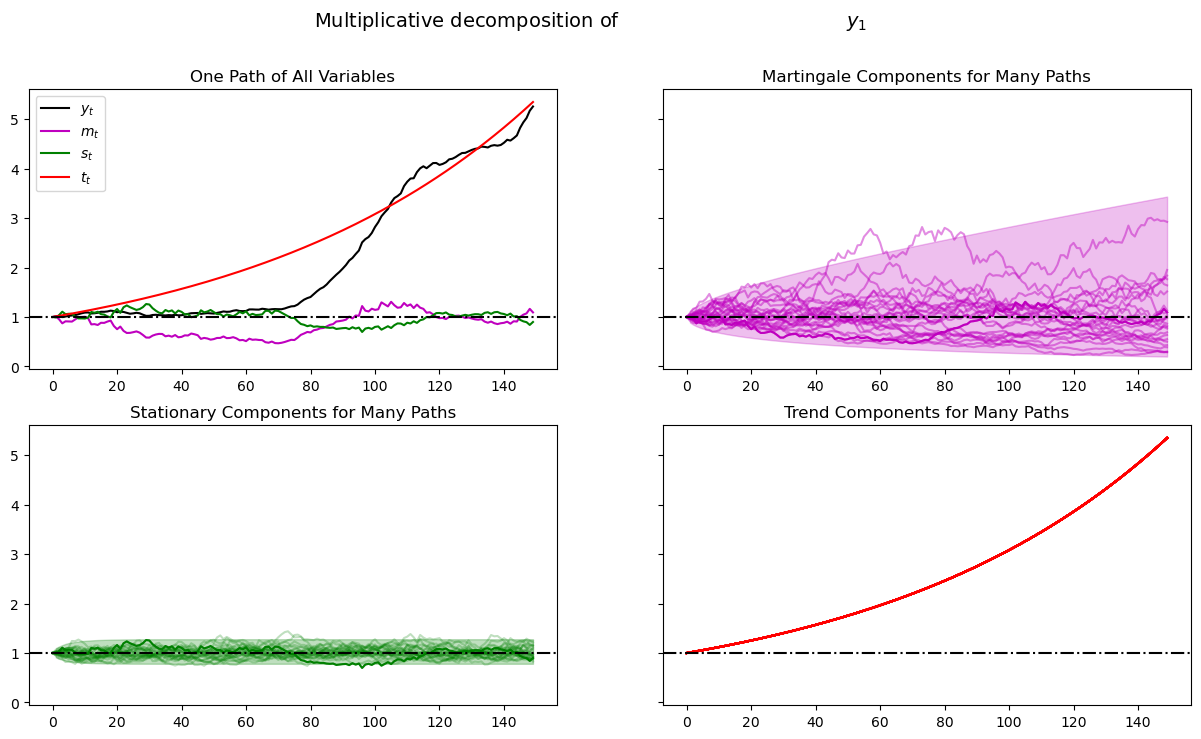 Multiplicative decomposition of y₁
One Path of All Variables
yₜ
mₜ
sₜ
tₜ
5
4
3
2
1
0
0 20 40 60 80 100 120 140
Martingale Components for Many Paths
0 20 40 60 80 100 120 140
Stationary Components for Many Paths
5
4
3
2
1
0
0 20 40 60 80 100 120 140
Trend Components for Many Paths
0 20 40 60 80 100 120 140